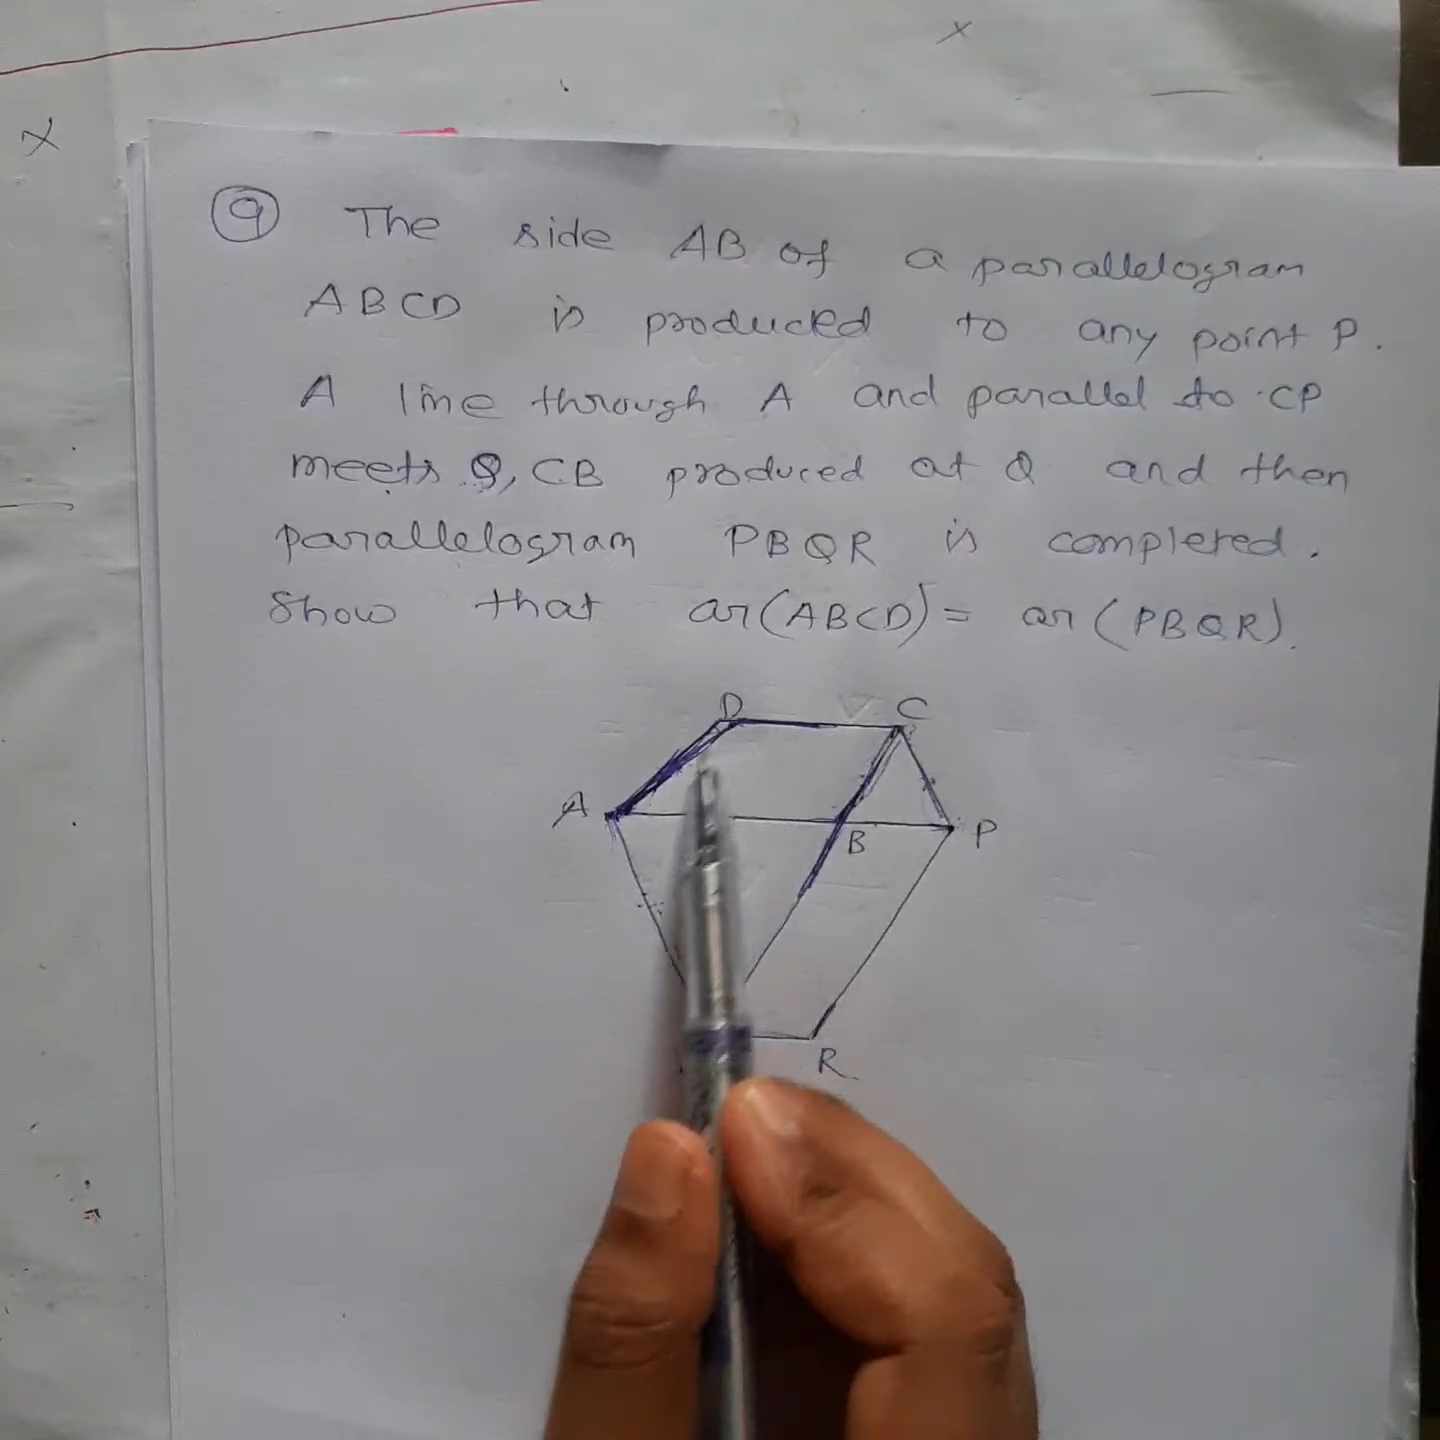 9 The side AB of a parallelogram
ABCD is produced to any point P.
A line through A and parallel to CP
meets Q, CB produced at Q and then
parallelogram PBQR is completed.
Show that ar(ABCD) = ar (PBQR).
D C
A B P
R